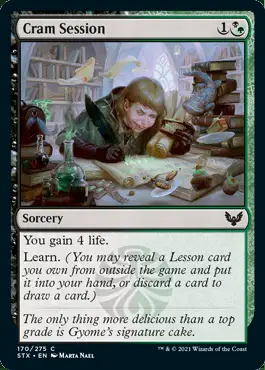 Cram Session 1
Sorcery
You gain 4 life.
Learn. (You may reveal a Lesson card
you own from outside the game and put
it into your hand, or discard a card to
draw a card.)
The only thing more delicious than a top
grade is Gyome's signature cake.
170/275 C
STX • EN MARTA NAEL
™ & © 2021 Wizards of the Coast